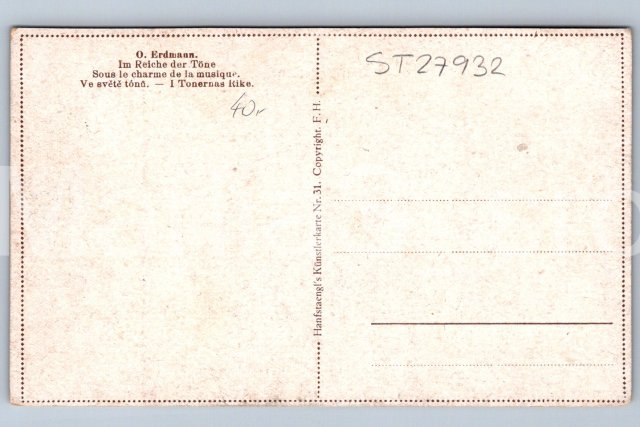 O. Erdmann.
Im Reiche der Töne
Sous le charme de la musique.
Ve světě tónů. — I Tonernas Rike.
40,-
Hanfstaengl's Künstlerkarte Nr. 31. Copyright. F. H.
ST27932